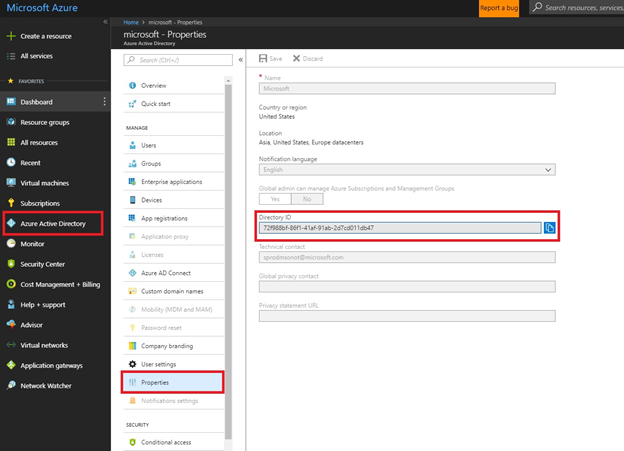 Microsoft Azure
Report a bug
Search resources, services,
Create a resource
All services
FAVORITES
Dashboard
Resource groups
All resources
Recent
Virtual machines
Subscriptions
Azure Active Directory
Monitor
Security Center
Cost Management + Billing
Help + support
Advisor
Virtual networks
Application gateways
Network Watcher
Home > microsoft - Properties
microsoft - Properties
Azure Active Directory
Search (Ctrl+/)
Overview
Quick start
MANAGE
Users
Groups
Enterprise applications
Devices
App registrations
Application proxy
Licenses
Azure AD Connect
Custom domain names
Mobility (MDM and MAM)
Password reset
Company branding
User settings
Properties
Notifications settings
SECURITY
Conditional access
Save Discard
* Name
Microsoft
Country or region
United States
Location
Asia, United States, Europe datacenters
Notification language
English
Global admin can manage Azure Subscriptions and Management Groups
Yes No
Directory ID
72f988bf-86f1-41af-91ab-2d7cd011db47
Technical contact
sprodmsonot@microsoft.com
Global privacy contact
Privacy statement URL